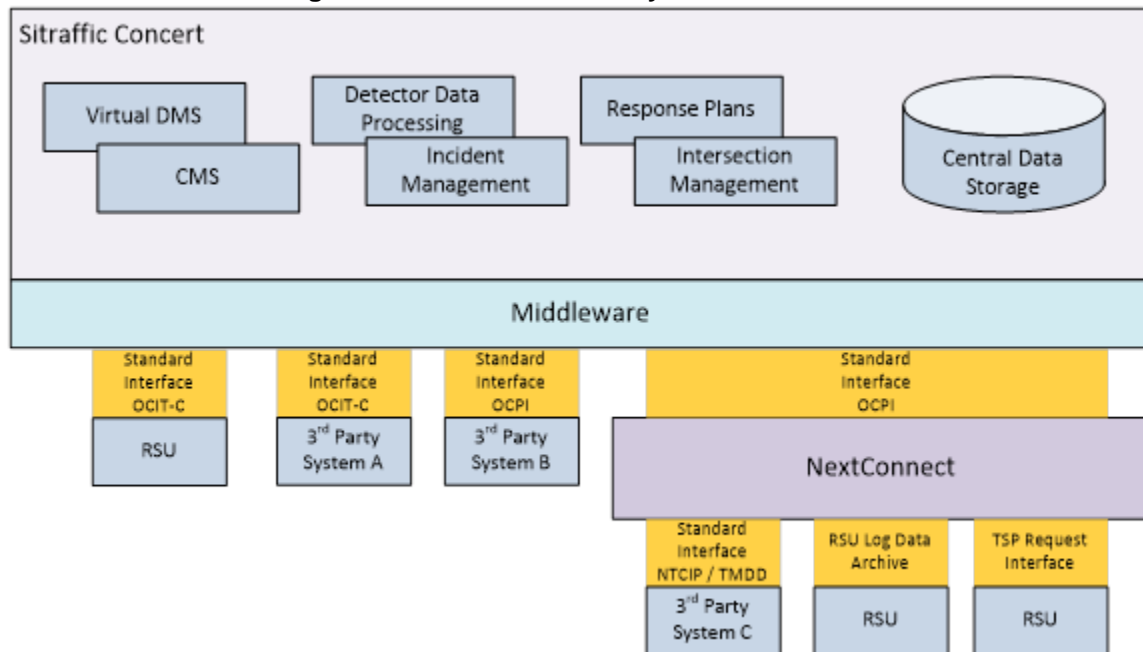 Sitraffic Concert
Virtual DMS
CMS
Detector Data
Processing
Incident
Management
Response Plans
Intersection
Management
Central Data
Storage
Middleware
Standard
Interface
OCIT-C
RSU
Standard
Interface
OCIT-C
3rd Party
System A
Standard
Interface
OCPI
3rd Party
System B
Standard
Interface
OCPI
NextConnect
Standard
Interface
NTCIP / TMDD
3rd Party
System C
RSU Log Data
Archive
RSU
TSP Request
Interface
RSU